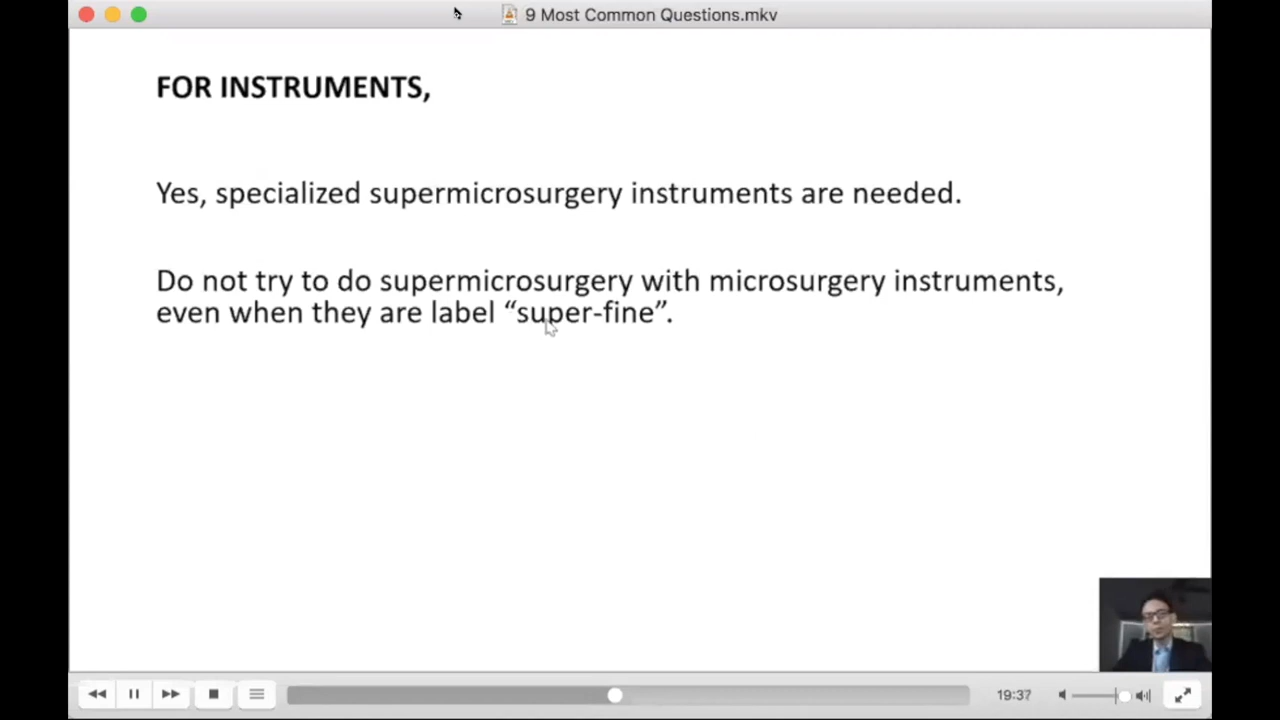 9 Most Common Questions.mkv
FOR INSTRUMENTS,
Yes, specialized supermicrosurgery instruments are needed.
Do not try to do supermicrosurgery with microsurgery instruments,
even when they are label “super-fine”.
19:37